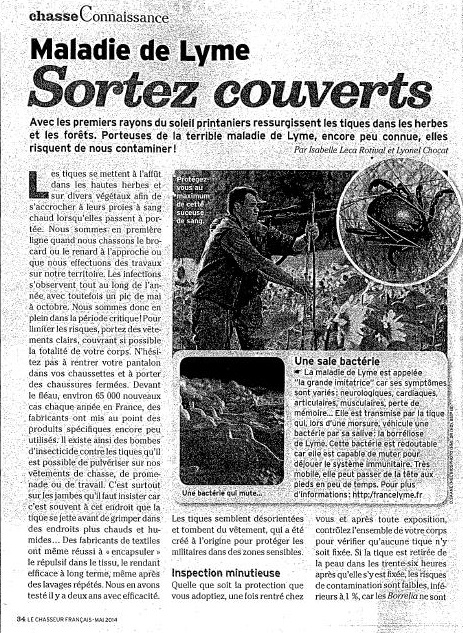 chasseConnaissance
Maladie de Lyme
Sortez couverts
Avec les premiers rayons du soleil printaniers ressurgissent les tiques dans les herbes
et les forêts. Porteuses de la terrible maladie de Lyme, encore peu connue, elles
risquent de nous contaminer!
Par Isabelle Leca Rotival et Lyonel Chocat
Les tiques se mettent à l'affût
dans les hautes herbes et
sur divers végétaux afin de
s'accrocher à leurs proies à sang
chaud lorsqu'elles passent à por-
tée. Nous sommes en première
ligne quand nous chassons le bro-
card ou le renard à l'approche ou
que nous effectuons des travaux
sur notre territoire. Les infections
s'observent tout au long de l'an-
née avec toutefois un pic de mai
à octobre. Nous sommes donc en
plein dans la période critique! Pour
limiter les risques, portez des vête-
ments clairs, couvrant si possible
la totalité de votre corps. N'hési-
tez pas à rentrer votre pantalon
dans vos chaussettes et à porter
des chaussures fermées. Devant
le fléau, environ 65 000 nouveaux
cas chaque année en France, des
fabricants ont mis au point des
produits spécifiques encore peu
utilisés. Il existe ainsi des bombes
d'insecticide contre les tiques qu'il
est possible de pulvériser sur nos
vêtements de chasse, de prome-
nade ou de travail. C'est surtout
sur les jambes qu'il faut insister car
c'est souvent à cet endroit que la
tique se jette avant de grimper dans
des endroits plus chauds et hu-
mides... Des fabricants de textiles
ont même réussi à « encapsuler »
le répulsif dans le tissu, le rendant
efficace à long terme, même après
des lavages répétés. Nous en avons
testé il y a deux ans avec efficacité.
Protégez-
vous au
maximum
de cette
suceuse
de sang.
Une bactérie qui mute...
Une sale bactérie
La maladie de Lyme est appelée
"la grande imitatrice" car ses symptômes
sont variés : neurologiques, cardiaques,
articulaires, musculaires, perte de
mémoire... Elle est transmise par la tique
qui, lors d'une morsure, véhicule une
bactérie par sa salive : la borréliose
de Lyme. Cette bactérie est redoutable
car elle est capable de muter pour
déjouer le système immunitaire. Très
mobile, elle peut passer de la tête aux
pieds en peu de temps. Pour plus
d'informations : http://francelyme.fr
Les tiques semblent désorientées
et tombent du vêtement, qui a été
créé à l'origine pour protéger les
militaires dans des zones sensibles.
Inspection minutieuse
Quelle que soit la protection que
vous adoptiez, une fois rentré chez
vous et après toute exposition,
contrôlez l'ensemble de votre corps
pour vérifier qu'aucune tique n'y
soit fixée. Si la tique est retirée de
la peau dans les trente-six heures
après qu'elle s'y est fixée, les risques
de contamination sont faibles, infé-
rieurs à 1 %, car les Borrelia ne sont
34 LE CHASSEUR FRANÇAIS - MAI 2014